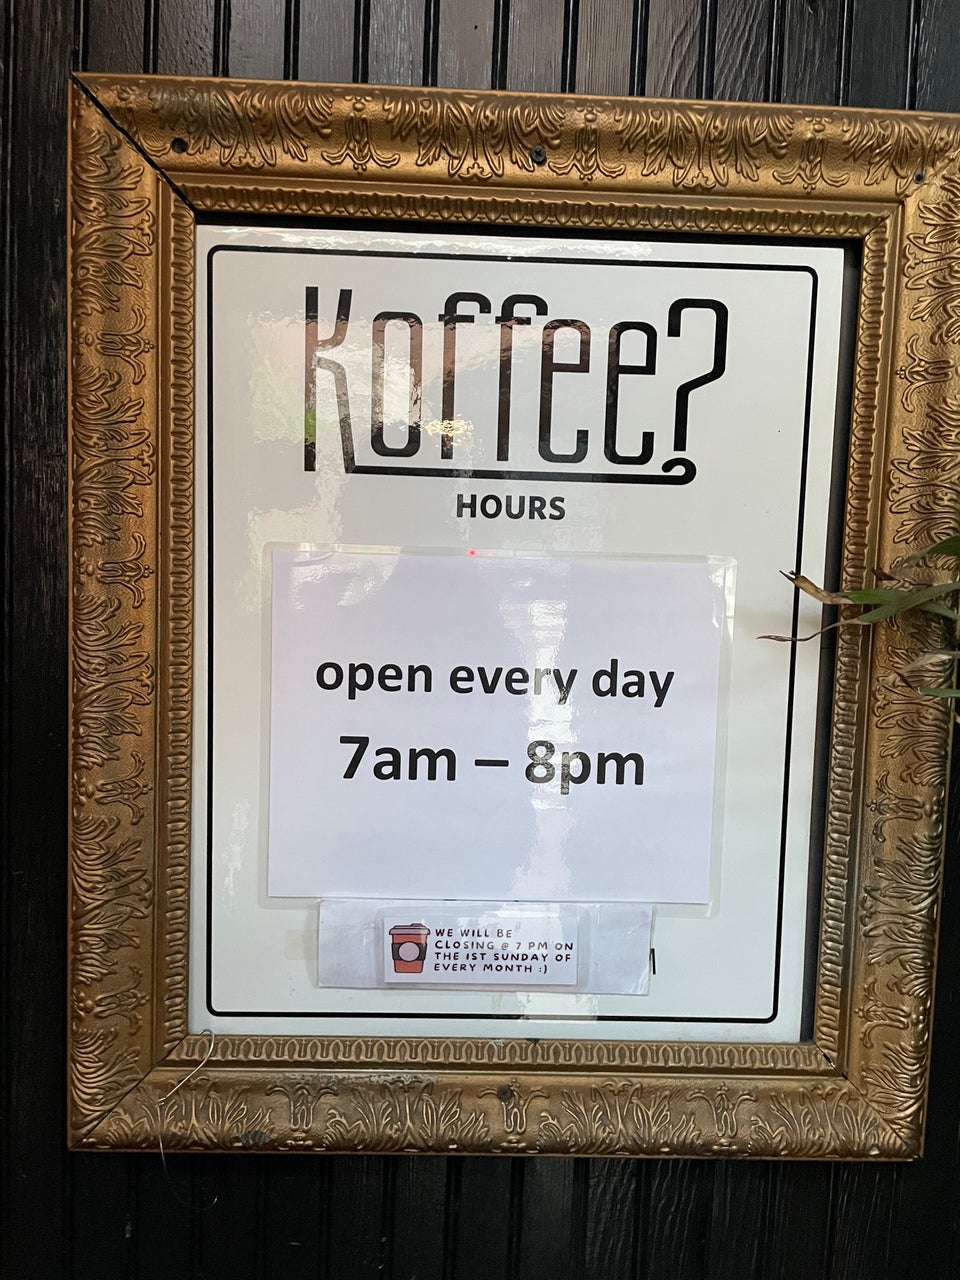 Koffee?
HOURS
open every day
7am – 8pm
WE WILL BE
CLOSING @ 7 PM ON
THE 1ST SUNDAY OF
EVERY MONTH :)